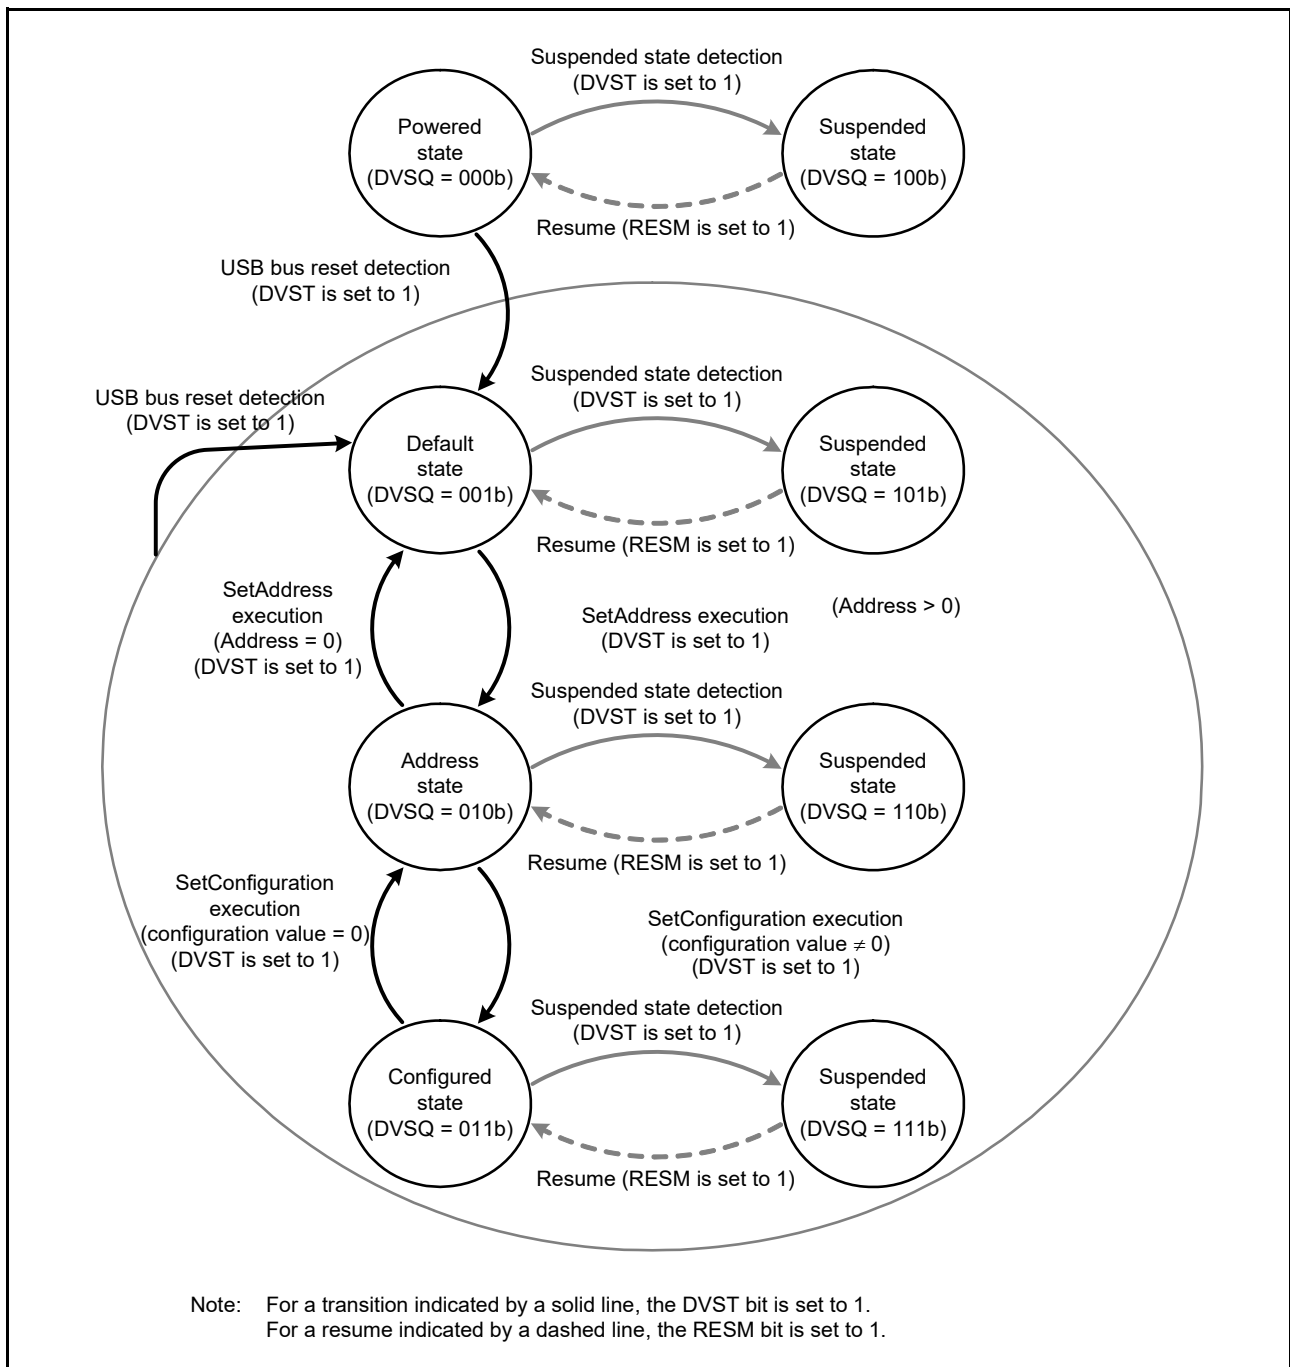 Suspended state detection
(DVST is set to 1)
Powered
state
(DVSQ = 000b)
Suspended
state
(DVSQ = 100b)
Resume (RESM is set to 1)
USB bus reset detection
(DVST is set to 1)
USB bus reset detection
(DVST is set to 1)
Suspended state detection
(DVST is set to 1)
Default
state
(DVSQ = 001b)
Suspended
state
(DVSQ = 101b)
Resume (RESM is set to 1)
SetAddress
execution
(Address = 0)
(DVST is set to 1)
SetAddress execution
(DVST is set to 1)
(Address > 0)
Suspended state detection
(DVST is set to 1)
Address
state
(DVSQ = 010b)
Suspended
state
(DVSQ = 110b)
Resume (RESM is set to 1)
SetConfiguration
execution
(configuration value = 0)
(DVST is set to 1)
SetConfiguration execution
(configuration value ≠ 0)
(DVST is set to 1)
Suspended state detection
(DVST is set to 1)
Configured
state
(DVSQ = 011b)
Suspended
state
(DVSQ = 111b)
Resume (RESM is set to 1)
Note: For a transition indicated by a solid line, the DVST bit is set to 1.
For a resume indicated by a dashed line, the RESM bit is set to 1.